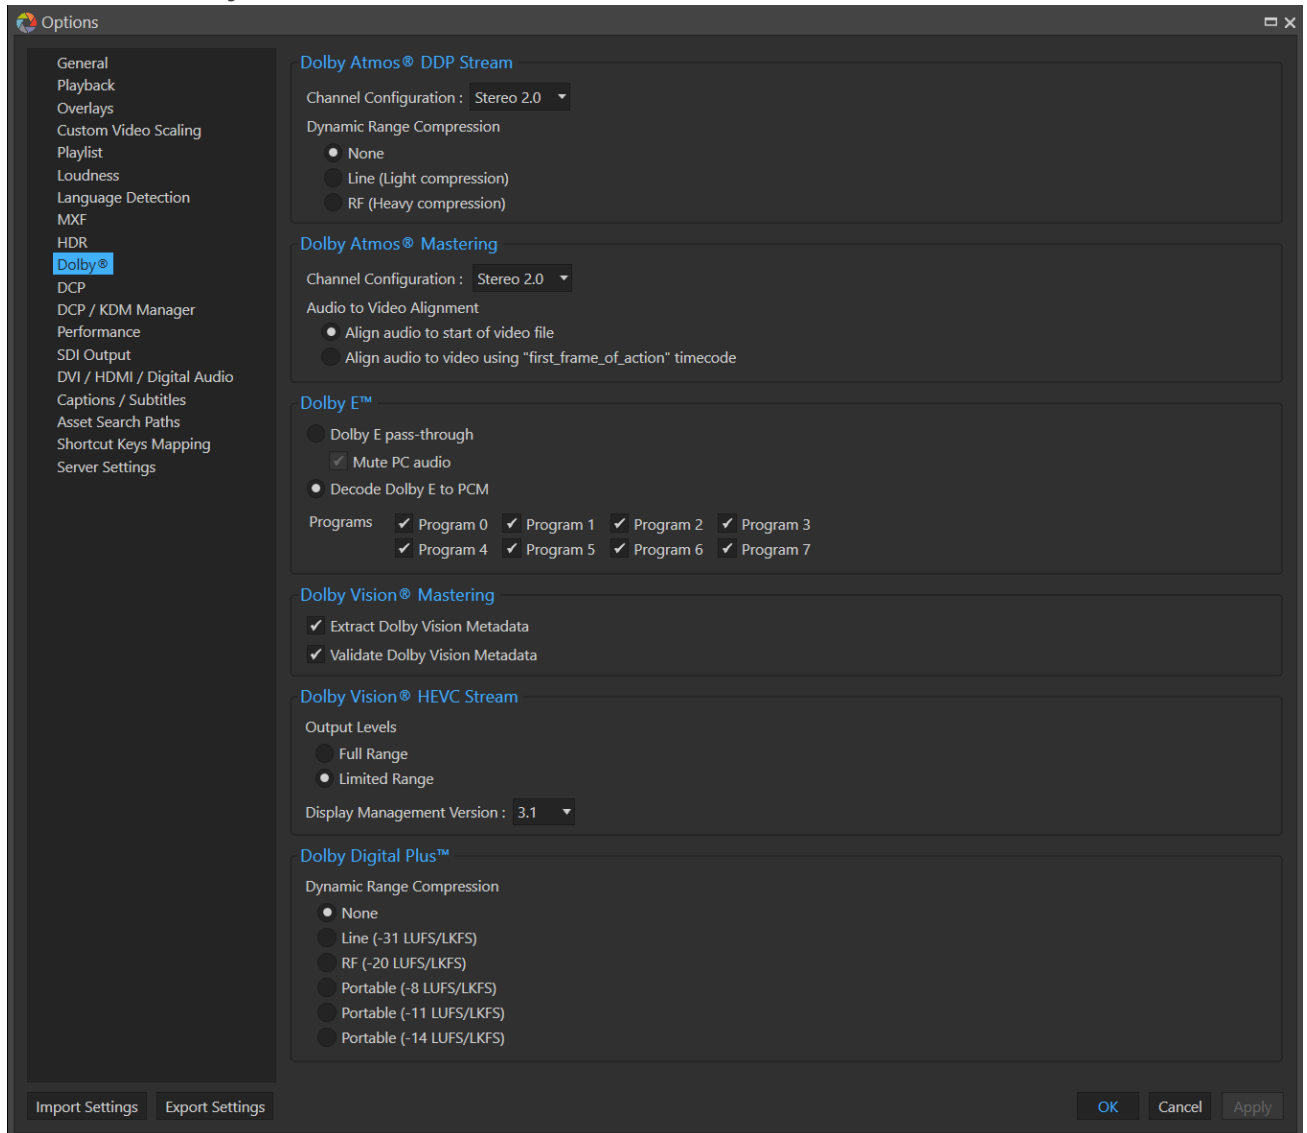 Options
General
Playback
Overlays
Custom Video Scaling
Playlist
Loudness
Language Detection
MXF
HDR
Dolby®
DCP
DCP / KDM Manager
Performance
SDI Output
DVI / HDMI / Digital Audio
Captions / Subtitles
Asset Search Paths
Shortcut Keys Mapping
Server Settings
Dolby Atmos® DDP Stream
Channel Configuration : Stereo 2.0
Dynamic Range Compression
None
Line (Light compression)
RF (Heavy compression)
Dolby Atmos® Mastering
Channel Configuration : Stereo 2.0
Audio to Video Alignment
Align audio to start of video file
Align audio to video using "first_frame_of_action" timecode
Dolby E™
Dolby E pass-through
Mute PC audio
Decode Dolby E to PCM
Programs Program 0 Program 1 Program 2 Program 3
Program 4 Program 5 Program 6 Program 7
Dolby Vision® Mastering
Extract Dolby Vision Metadata
Validate Dolby Vision Metadata
Dolby Vision® HEVC Stream
Output Levels
Full Range
Limited Range
Display Management Version : 3.1
Dolby Digital Plus™
Dynamic Range Compression
None
Line (-31 LUFS/LKFS)
RF (-20 LUFS/LKFS)
Portable (-8 LUFS/LKFS)
Portable (-11 LUFS/LKFS)
Portable (-14 LUFS/LKFS)
Import Settings Export Settings OK Cancel Apply